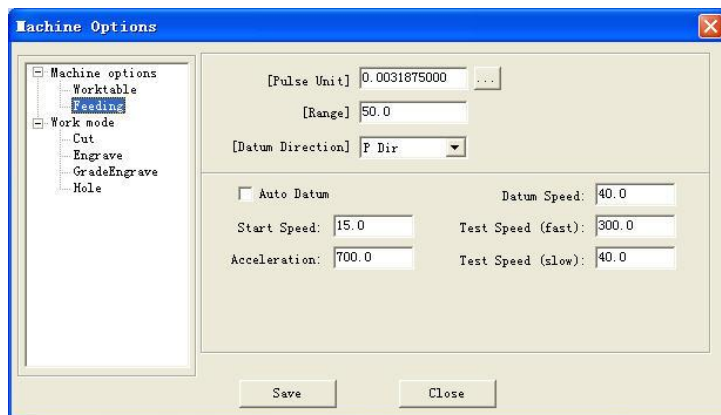 Machine Options
Machine options
Worktable
Feeding
Work mode
Cut
Engrave
GradeEngrave
Hole
[Pulse Unit] 0.0031875000 ...
[Range] 50.0
[Datum Direction] P Dir
Auto Datum Datum Speed: 40.0
Start Speed: 15.0 Test Speed (fast): 300.0
Acceleration: 700.0 Test Speed (slow): 40.0
Save Close